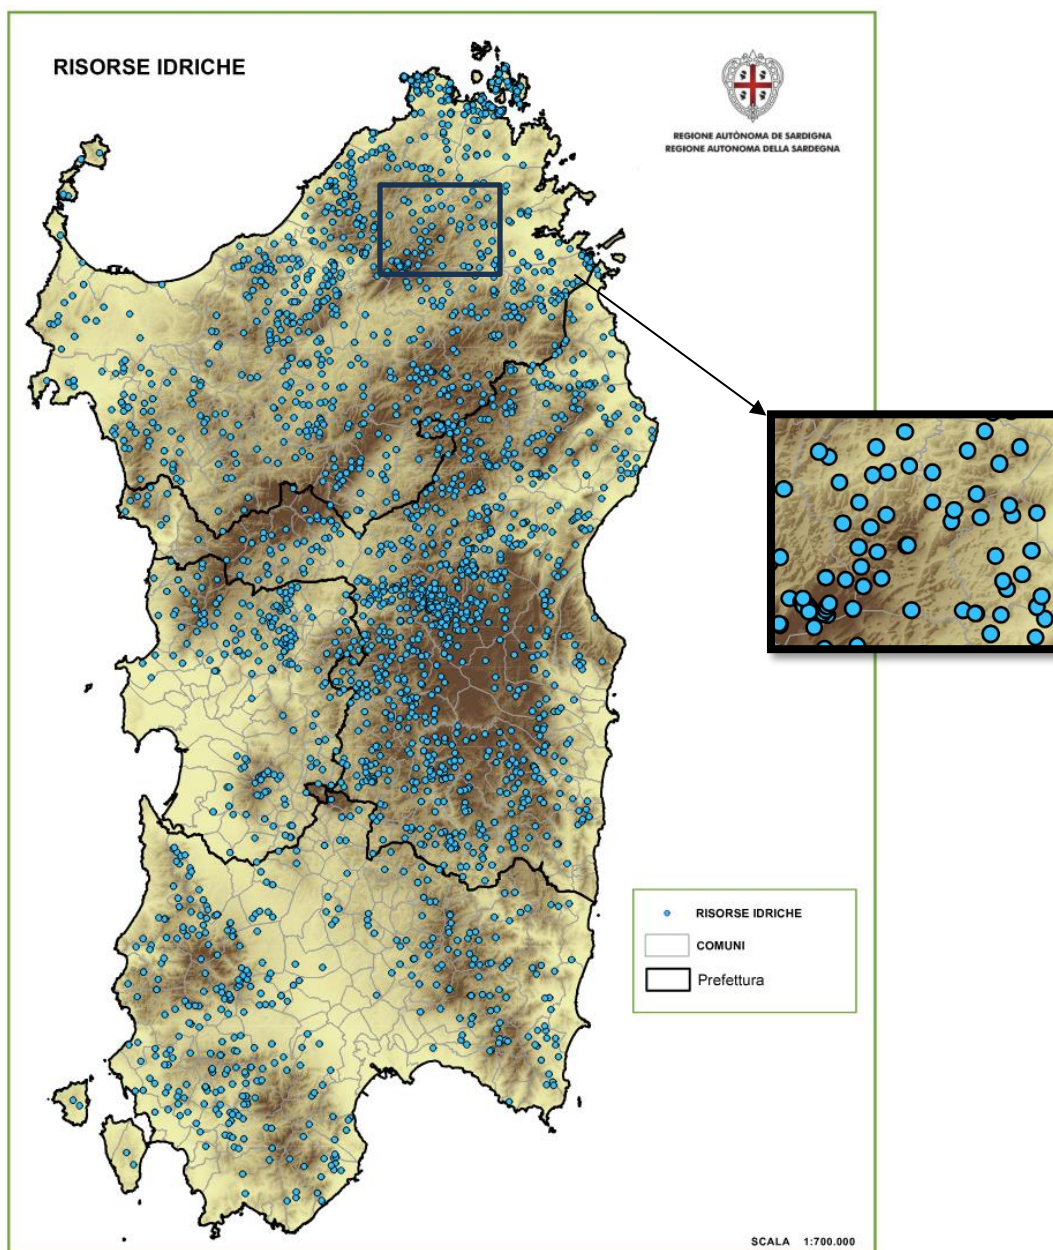 RISORSE IDRICHE
REGIONE AUTÒNOMA DE SARDIGNA
REGIONE AUTONOMA DELLA SARDEGNA
RISORSE IDRICHE
COMUNI
Prefettura
SCALA 1:700.000